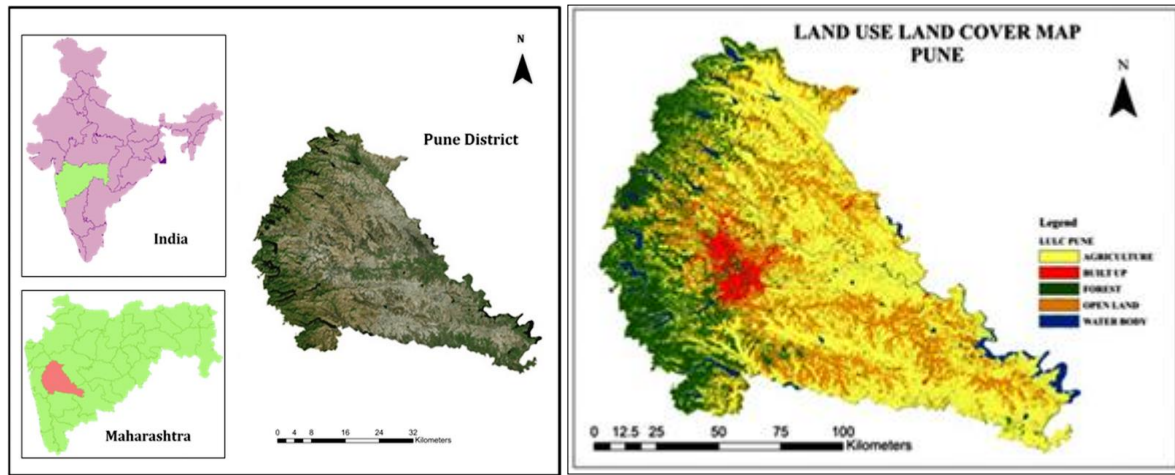 N
Pune District
India
Maharashtra
0 4 8 16 24 32
Kilometers
LAND USE LAND COVER MAP
PUNE
N
Legend
LULC PUNE
AGRICULTURE
BUILT UP
FOREST
OPEN LAND
WATER BODY
0 12.5 25 50 75 100
Kilometers